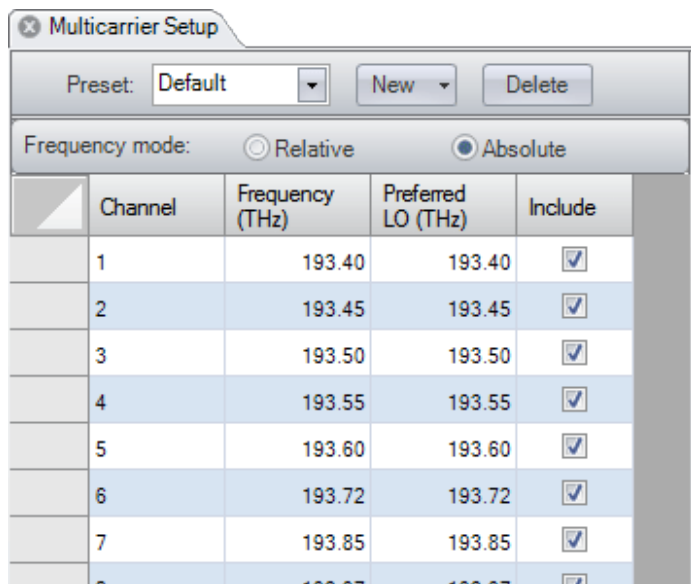 Multicarrier Setup
Preset: Default New Delete
Frequency mode: Relative Absolute
Channel Frequency (THz) Preferred LO (THz) Include
1 193.40 193.40
2 193.45 193.45
3 193.50 193.50
4 193.55 193.55
5 193.60 193.60
6 193.72 193.72
7 193.85 193.85